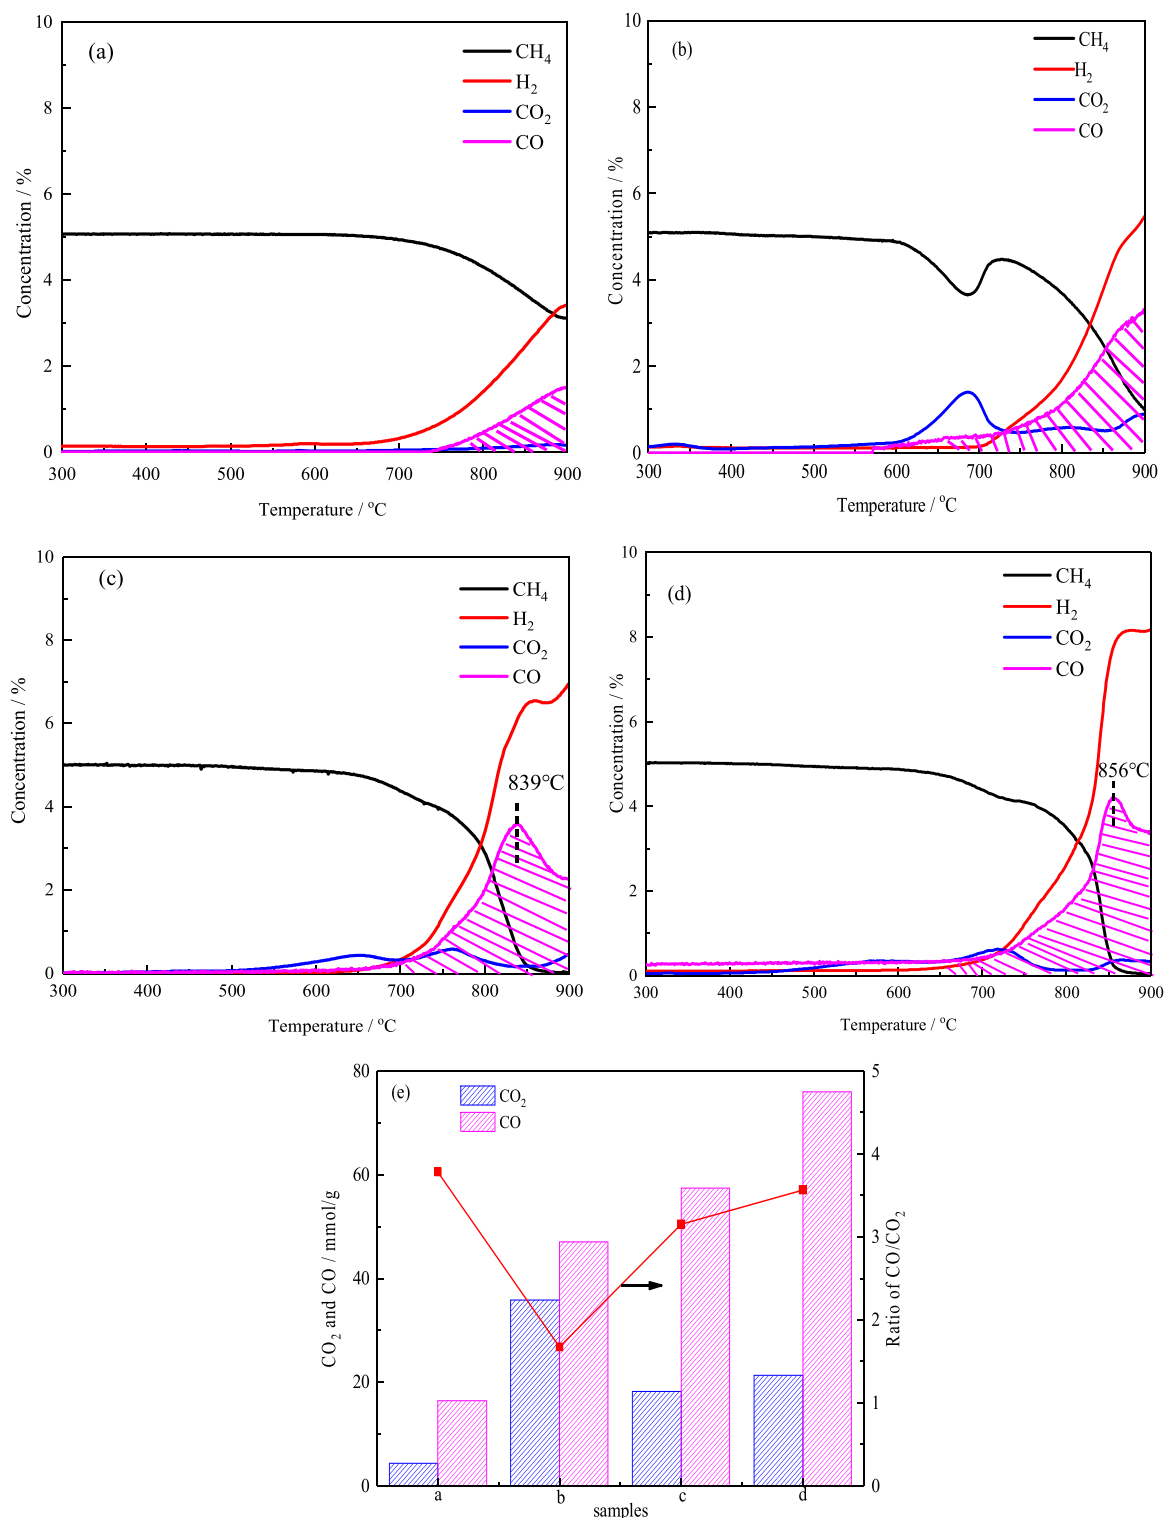 (a)
CH4
H2
CO2
CO
10
8
6
4
2
0
Concentration / %
300 400 500 600 700 800 900
Temperature / °C
(b)
CH4
H2
CO2
CO
10
8
6
4
2
0
Concentration / %
300 400 500 600 700 800 900
Temperature / °C
(c)
CH4
H2
CO2
CO
839°C
10
8
6
4
2
0
Concentration / %
300 400 500 600 700 800 900
Temperature / °C
(d)
CH4
H2
CO2
CO
856°C
10
8
6
4
2
0
Concentration / %
300 400 500 600 700 800 900
Temperature / °C
(e)
CO2
CO
80
60
40
20
0
CO2 and CO / mmol/g
5
4
3
2
1
0
Ratio of CO/CO2
a b c d
samples